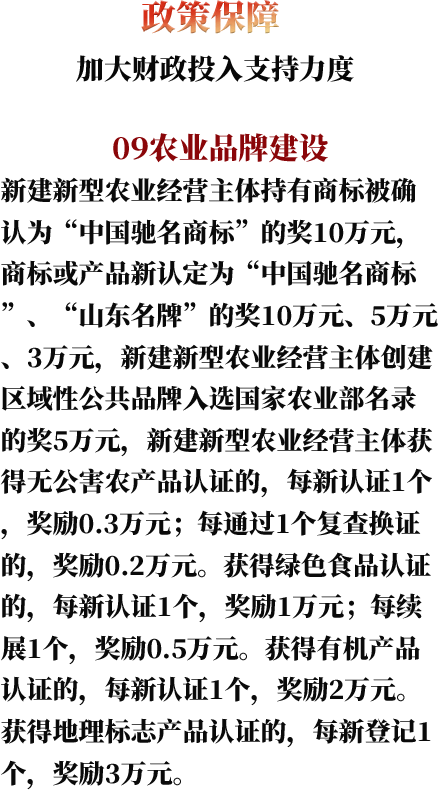 政策保障
加大财政投入支持力度
09农业品牌建设
新建新型农业经营主体持有商标被确
认为“中国驰名商标”的奖10万元，
商标或产品新认定为“中国驰名商标
”、“山东名牌”的奖10万元、5万元
、3万元，新建新型农业经营主体创建
区域性公共品牌入选国家农业部名录
的奖5万元，新建新型农业经营主体获
得无公害农产品认证的，每新认证1个
，奖励0.3万元；每通过1个复查换证
的，奖励0.2万元。获得绿色食品认证
的，每新认证1个，奖励1万元；每续
展1个，奖励0.5万元。获得有机产品
认证的，每新认证1个，奖励2万元。
获得地理标志产品认证的，每新登记1
个，奖励3万元。